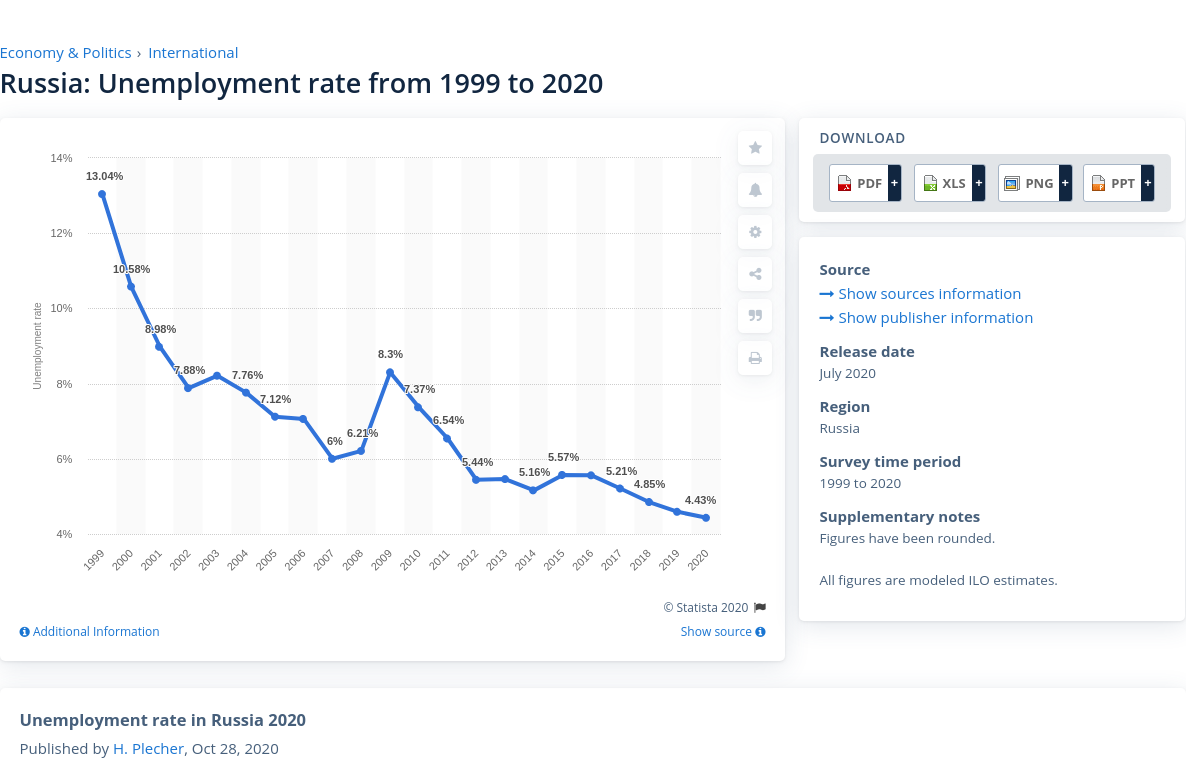 Economy & Politics › International
Russia: Unemployment rate from 1999 to 2020
14%
12%
10%
8%
6%
4%
Unemployment rate
13.04%
10.58%
8.98%
7.88%
7.76%
7.12%
6%
6.21%
8.3%
7.37%
6.54%
5.44%
5.16%
5.57%
5.21%
4.85%
4.43%
1999
2000
2001
2002
2003
2004
2005
2006
2007
2008
2009
2010
2011
2012
2013
2014
2015
2016
2017
2018
2019
2020
© Statista 2020
Additional Information
Show source
DOWNLOAD
PDF + XLS + PNG + PPT +
Source
Show sources information
Show publisher information
Release date
July 2020
Region
Russia
Survey time period
1999 to 2020
Supplementary notes
Figures have been rounded.
All figures are modeled ILO estimates.
Unemployment rate in Russia 2020
Published by H. Plecher, Oct 28, 2020